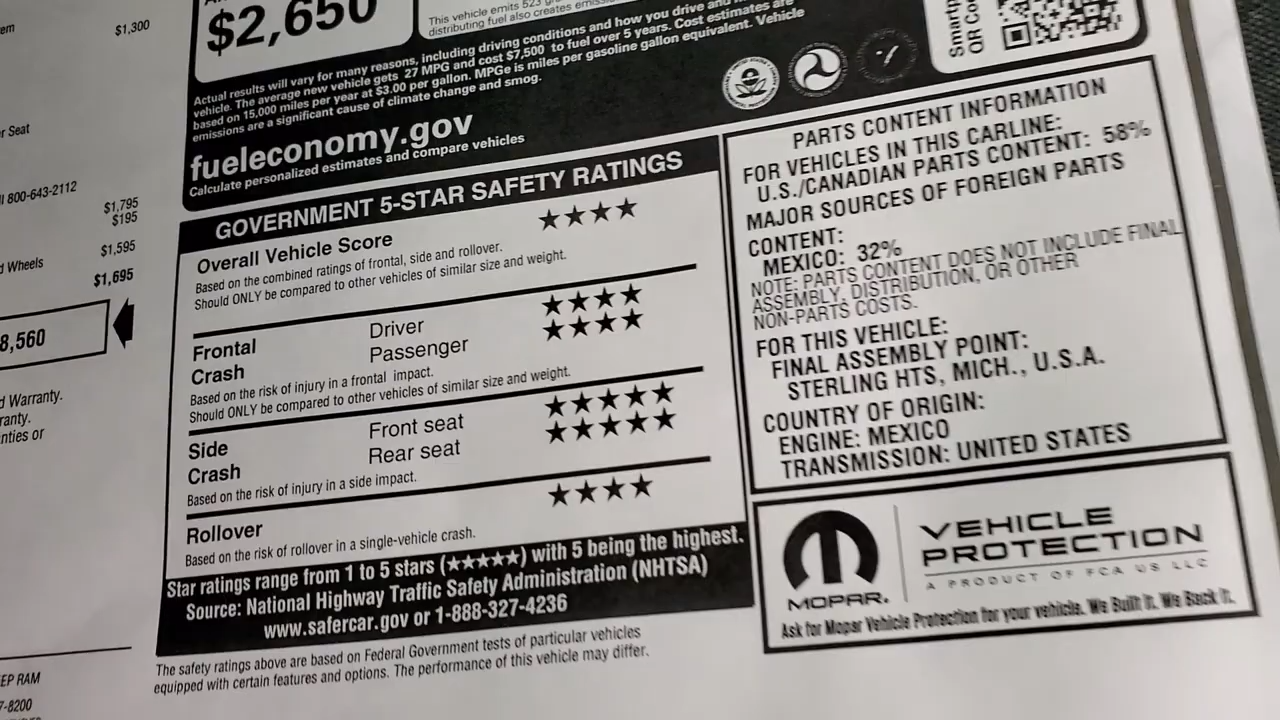 $1,300
r Seat
ll 800-643-2112
$1,795
$195
d Wheels $1,595
$1,695
8,560
d Warranty.
ranty.
nties or
EP RAM
7-8200
$2,650
This vehicle emits 523
distributing fuel also creates
Actual results will vary for many reasons, including driving conditions and how you drive and
vehicle. The average new vehicle gets 27 MPG and cost $7,500 to fuel over 5 years. Cost estimates are
based on 15,000 miles per year at $3.00 per gallon. MPGe is miles per gasoline gallon equivalent. Vehicle
emissions are a significant cause of climate change and smog.
fueleconomy.gov
Calculate personalized estimates and compare vehicles
QR Co
GOVERNMENT 5-STAR SAFETY RATINGS
Overall Vehicle Score ★★★★
Based on the combined ratings of frontal, side and rollover.
Should ONLY be compared to other vehicles of similar size and weight.
Frontal Driver ★★★★
Crash Passenger ★★★★
Based on the risk of injury in a frontal impact.
Should ONLY be compared to other vehicles of similar size and weight.
Side Front seat ★★★★★
Crash Rear seat ★★★★★
Based on the risk of injury in a side impact.
Rollover ★★★★
Based on the risk of rollover in a single-vehicle crash.
Star ratings range from 1 to 5 stars (★★★★★) with 5 being the highest.
Source: National Highway Traffic Safety Administration (NHTSA)
www.safercar.gov or 1-888-327-4236
The safety ratings above are based on Federal Government tests of particular vehicles
equipped with certain features and options. The performance of this vehicle may differ.
PARTS CONTENT INFORMATION
FOR VEHICLES IN THIS CARLINE:
U.S./CANADIAN PARTS CONTENT: 58%
MAJOR SOURCES OF FOREIGN PARTS
CONTENT:
MEXICO: 32%
NOTE: PARTS CONTENT DOES NOT INCLUDE FINAL
ASSEMBLY, DISTRIBUTION, OR OTHER
NON-PARTS COSTS.
FOR THIS VEHICLE:
FINAL ASSEMBLY POINT:
STERLING HTS, MICH., U.S.A.
COUNTRY OF ORIGIN:
ENGINE: MEXICO
TRANSMISSION: UNITED STATES
MOPAR.
VEHICLE
PROTECTION
A PRODUCT OF FCA US LLC
Ask for Mopar Vehicle Protection for your vehicle. We Built It. We Back It.